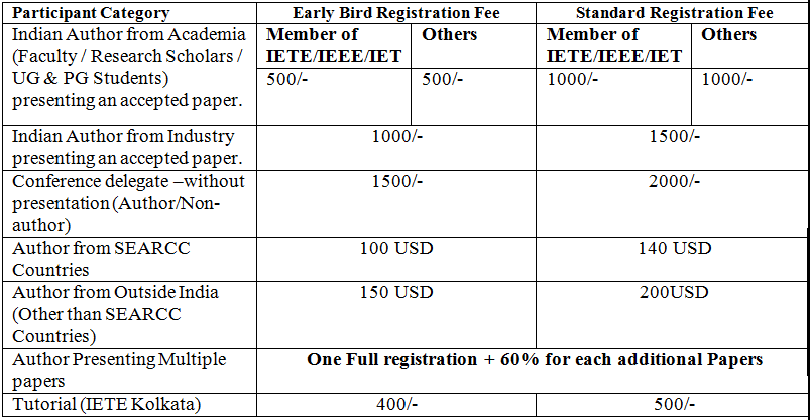 Participant Category Early Bird Registration Fee Standard Registration Fee
Indian Author from Academia Member of Others Member of Others
(Faculty / Research Scholars / IETE/IEEE/IET IETE/IEEE/IET
UG & PG Students) 500/- 500/- 1000/- 1000/-
presenting an accepted paper.
Indian Author from Industry 1000/- 1500/-
presenting an accepted paper.
Conference delegate –without 1500/- 2000/-
presentation (Author/Non-
author)
Author from SEARCC 100 USD 140 USD
Countries
Author from Outside India 150 USD 200USD
(Other than SEARCC
Countries)
Author Presenting Multiple One Full registration + 60% for each additional Papers
papers
Tutorial (IETE Kolkata) 400/- 500/-